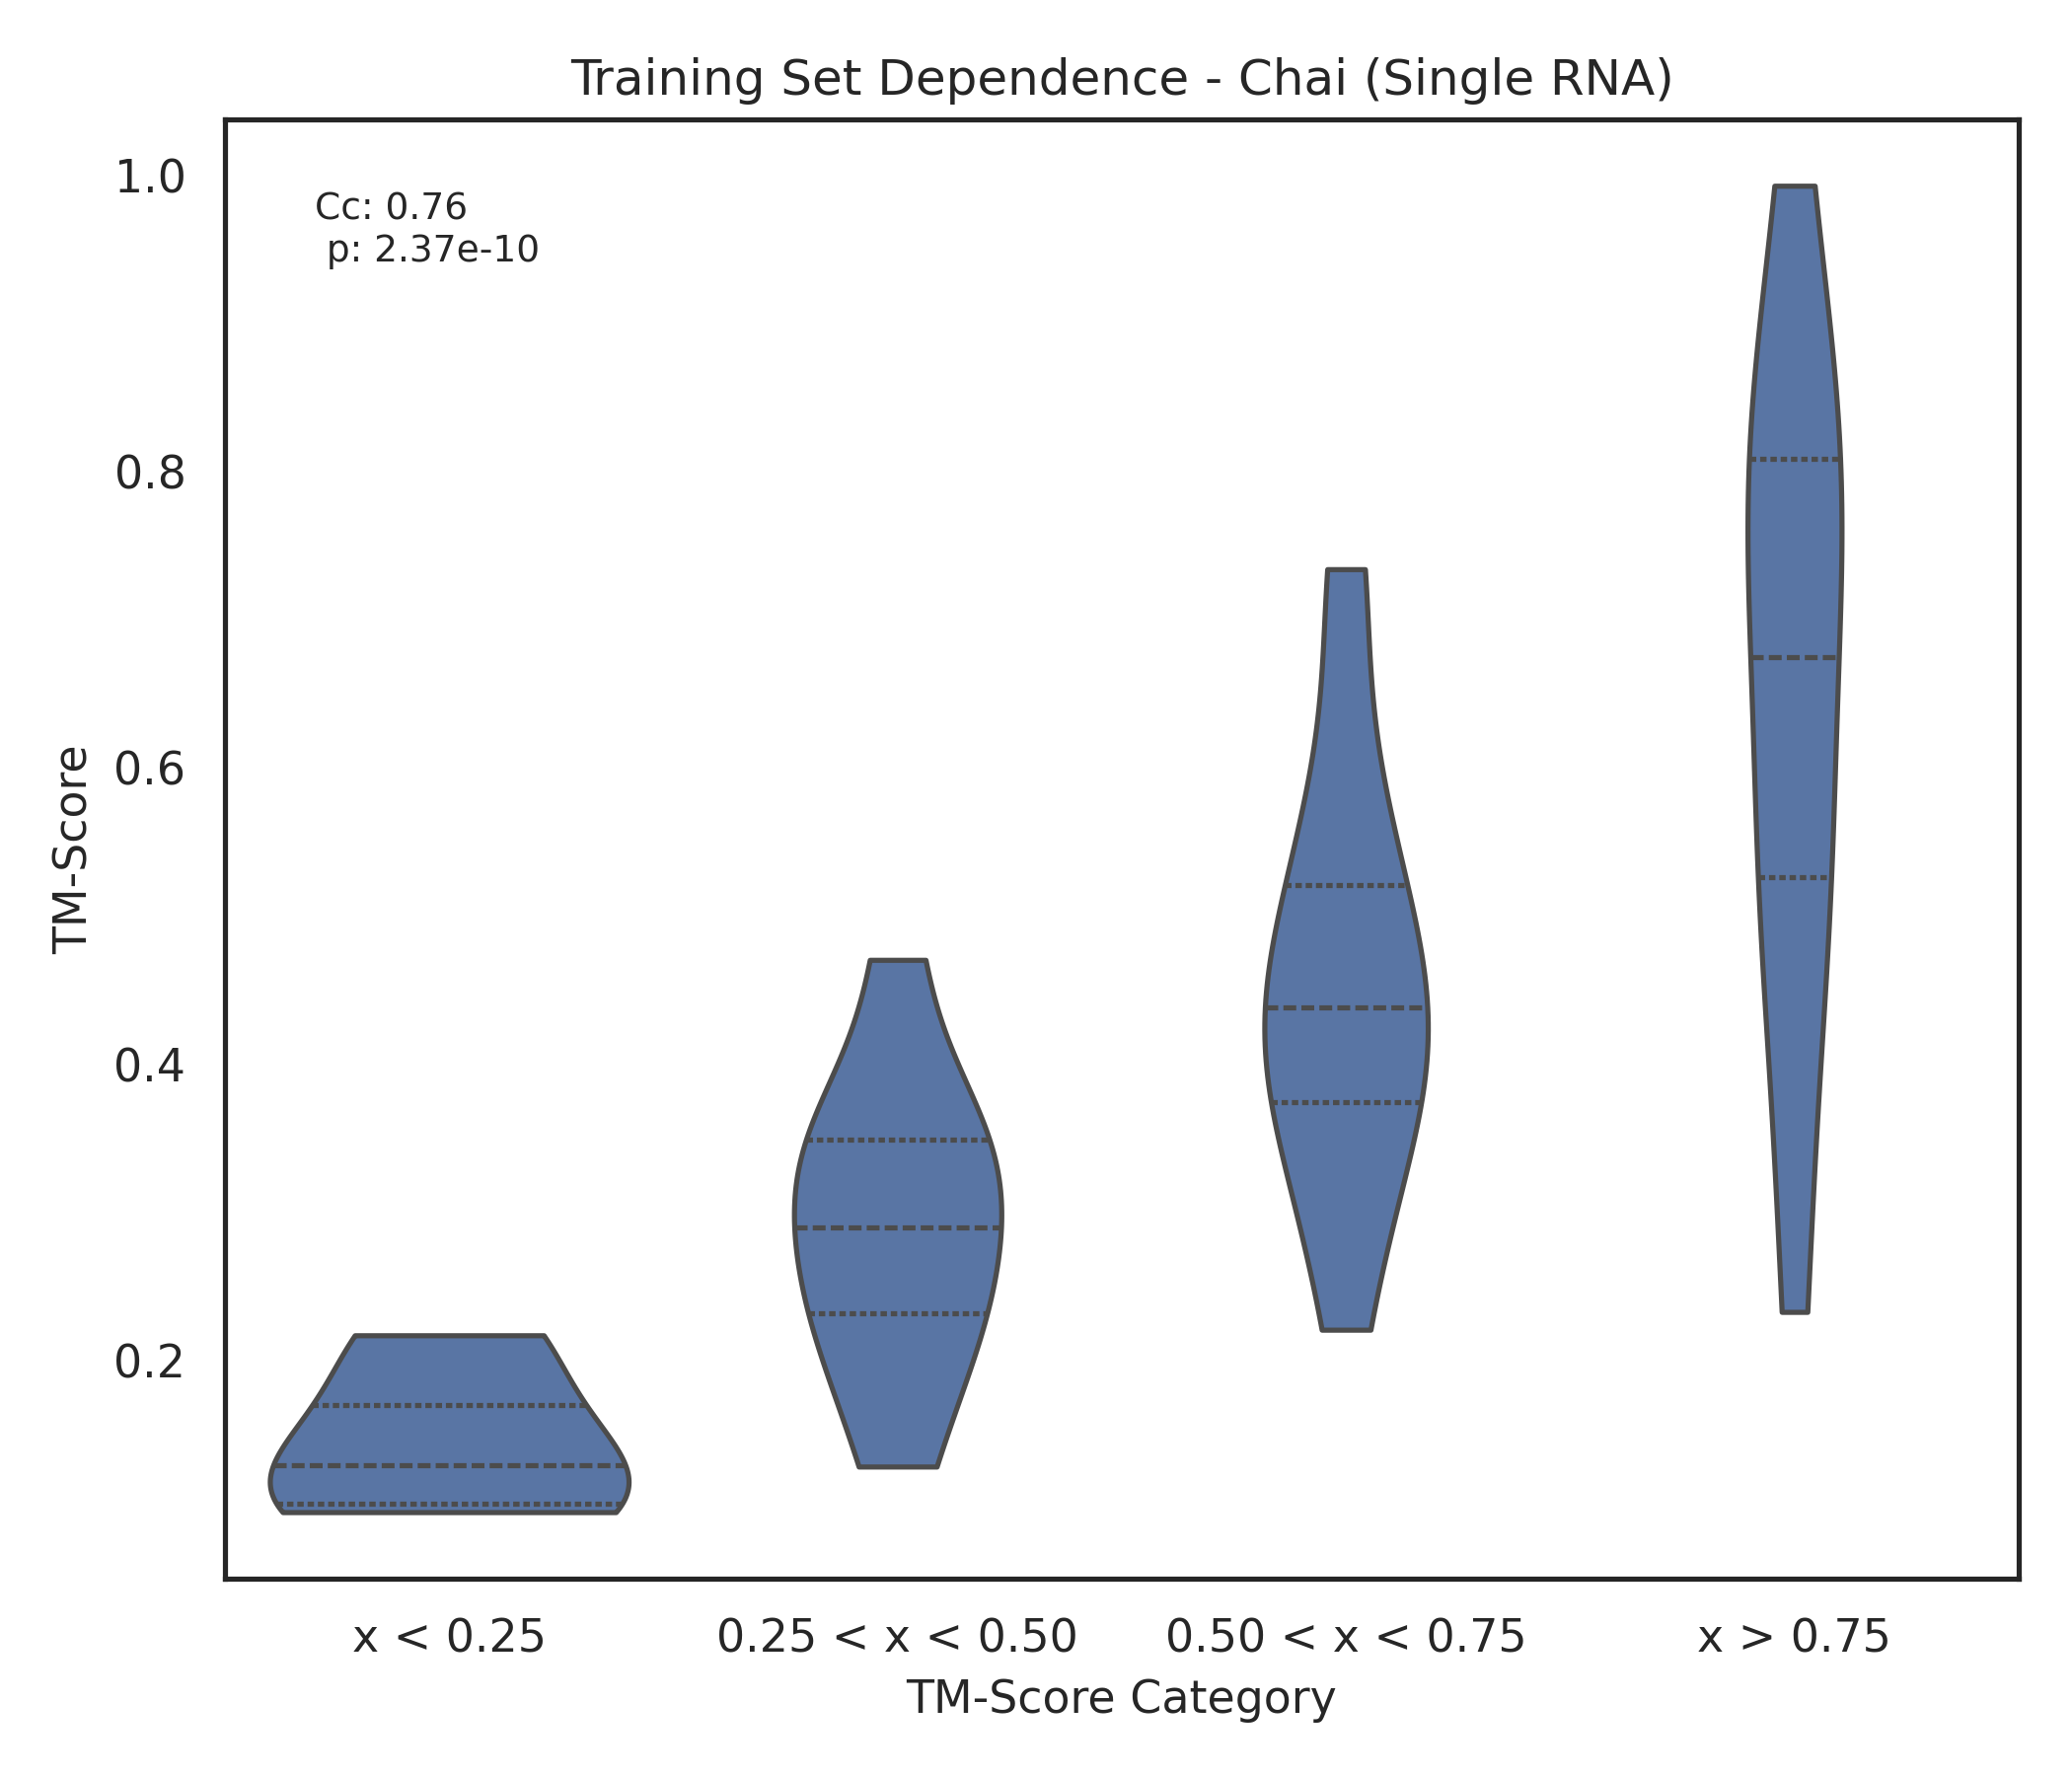 Training Set Dependence - Chai (Single RNA)
Cc: 0.76
p: 2.37e-10
1.0
0.8
0.6
0.4
0.2
TM-Score
x < 0.25
0.25 < x < 0.50
0.50 < x < 0.75
x > 0.75
TM-Score Category